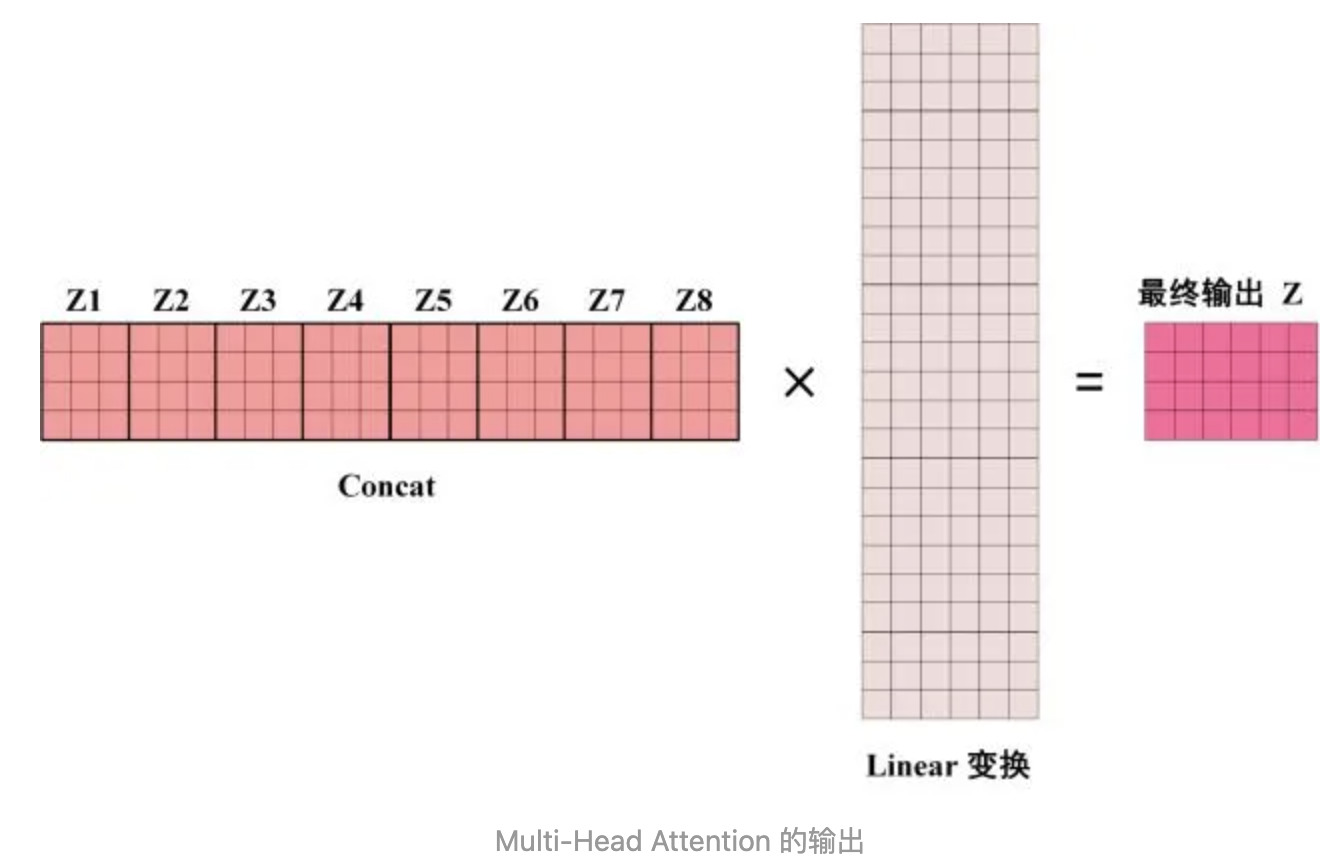 Z1 Z2 Z3 Z4 Z5 Z6 Z7 Z8
Concat
×
Linear 变换
=
最终输出 Z
Multi-Head Attention 的输出